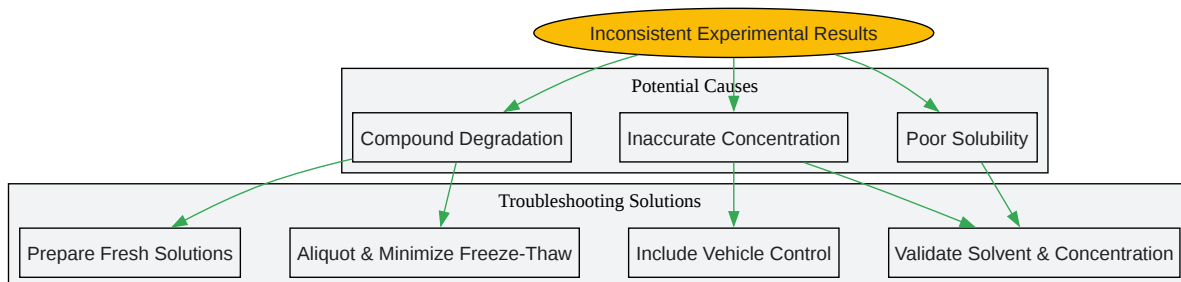 Inconsistent Experimental Results
Potential Causes
Compound Degradation
Inaccurate Concentration
Poor Solubility
Troubleshooting Solutions
Prepare Fresh Solutions
Aliquot & Minimize Freeze-Thaw
Include Vehicle Control
Validate Solvent & Concentration